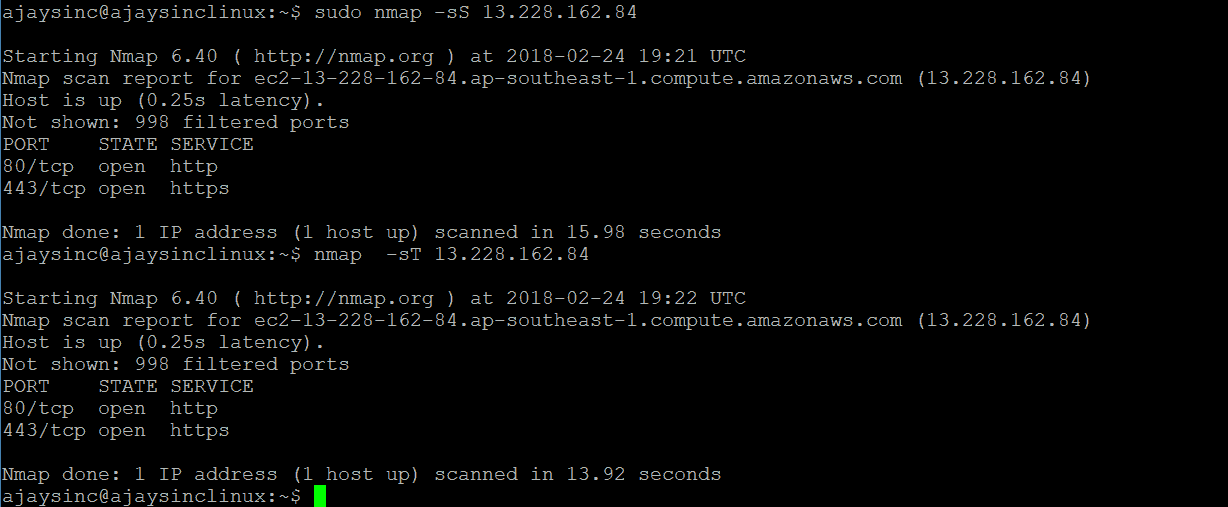 ajaysinc@ajaysinclinux:~$ sudo nmap -sS 13.228.162.84
Starting Nmap 6.40 ( http://nmap.org ) at 2018-02-24 19:21 UTC
Nmap scan report for ec2-13-228-162-84.ap-southeast-1.compute.amazonaws.com (13.228.162.84)
Host is up (0.25s latency).
Not shown: 998 filtered ports
PORT    STATE SERVICE
80/tcp  open  http
443/tcp open  https
Nmap done: 1 IP address (1 host up) scanned in 15.98 seconds
ajaysinc@ajaysinclinux:~$ nmap  -sT 13.228.162.84
Starting Nmap 6.40 ( http://nmap.org ) at 2018-02-24 19:22 UTC
Nmap scan report for ec2-13-228-162-84.ap-southeast-1.compute.amazonaws.com (13.228.162.84)
Host is up (0.25s latency).
Not shown: 998 filtered ports
PORT    STATE SERVICE
80/tcp  open  http
443/tcp open  https
Nmap done: 1 IP address (1 host up) scanned in 13.92 seconds
ajaysinc@ajaysinclinux:~$